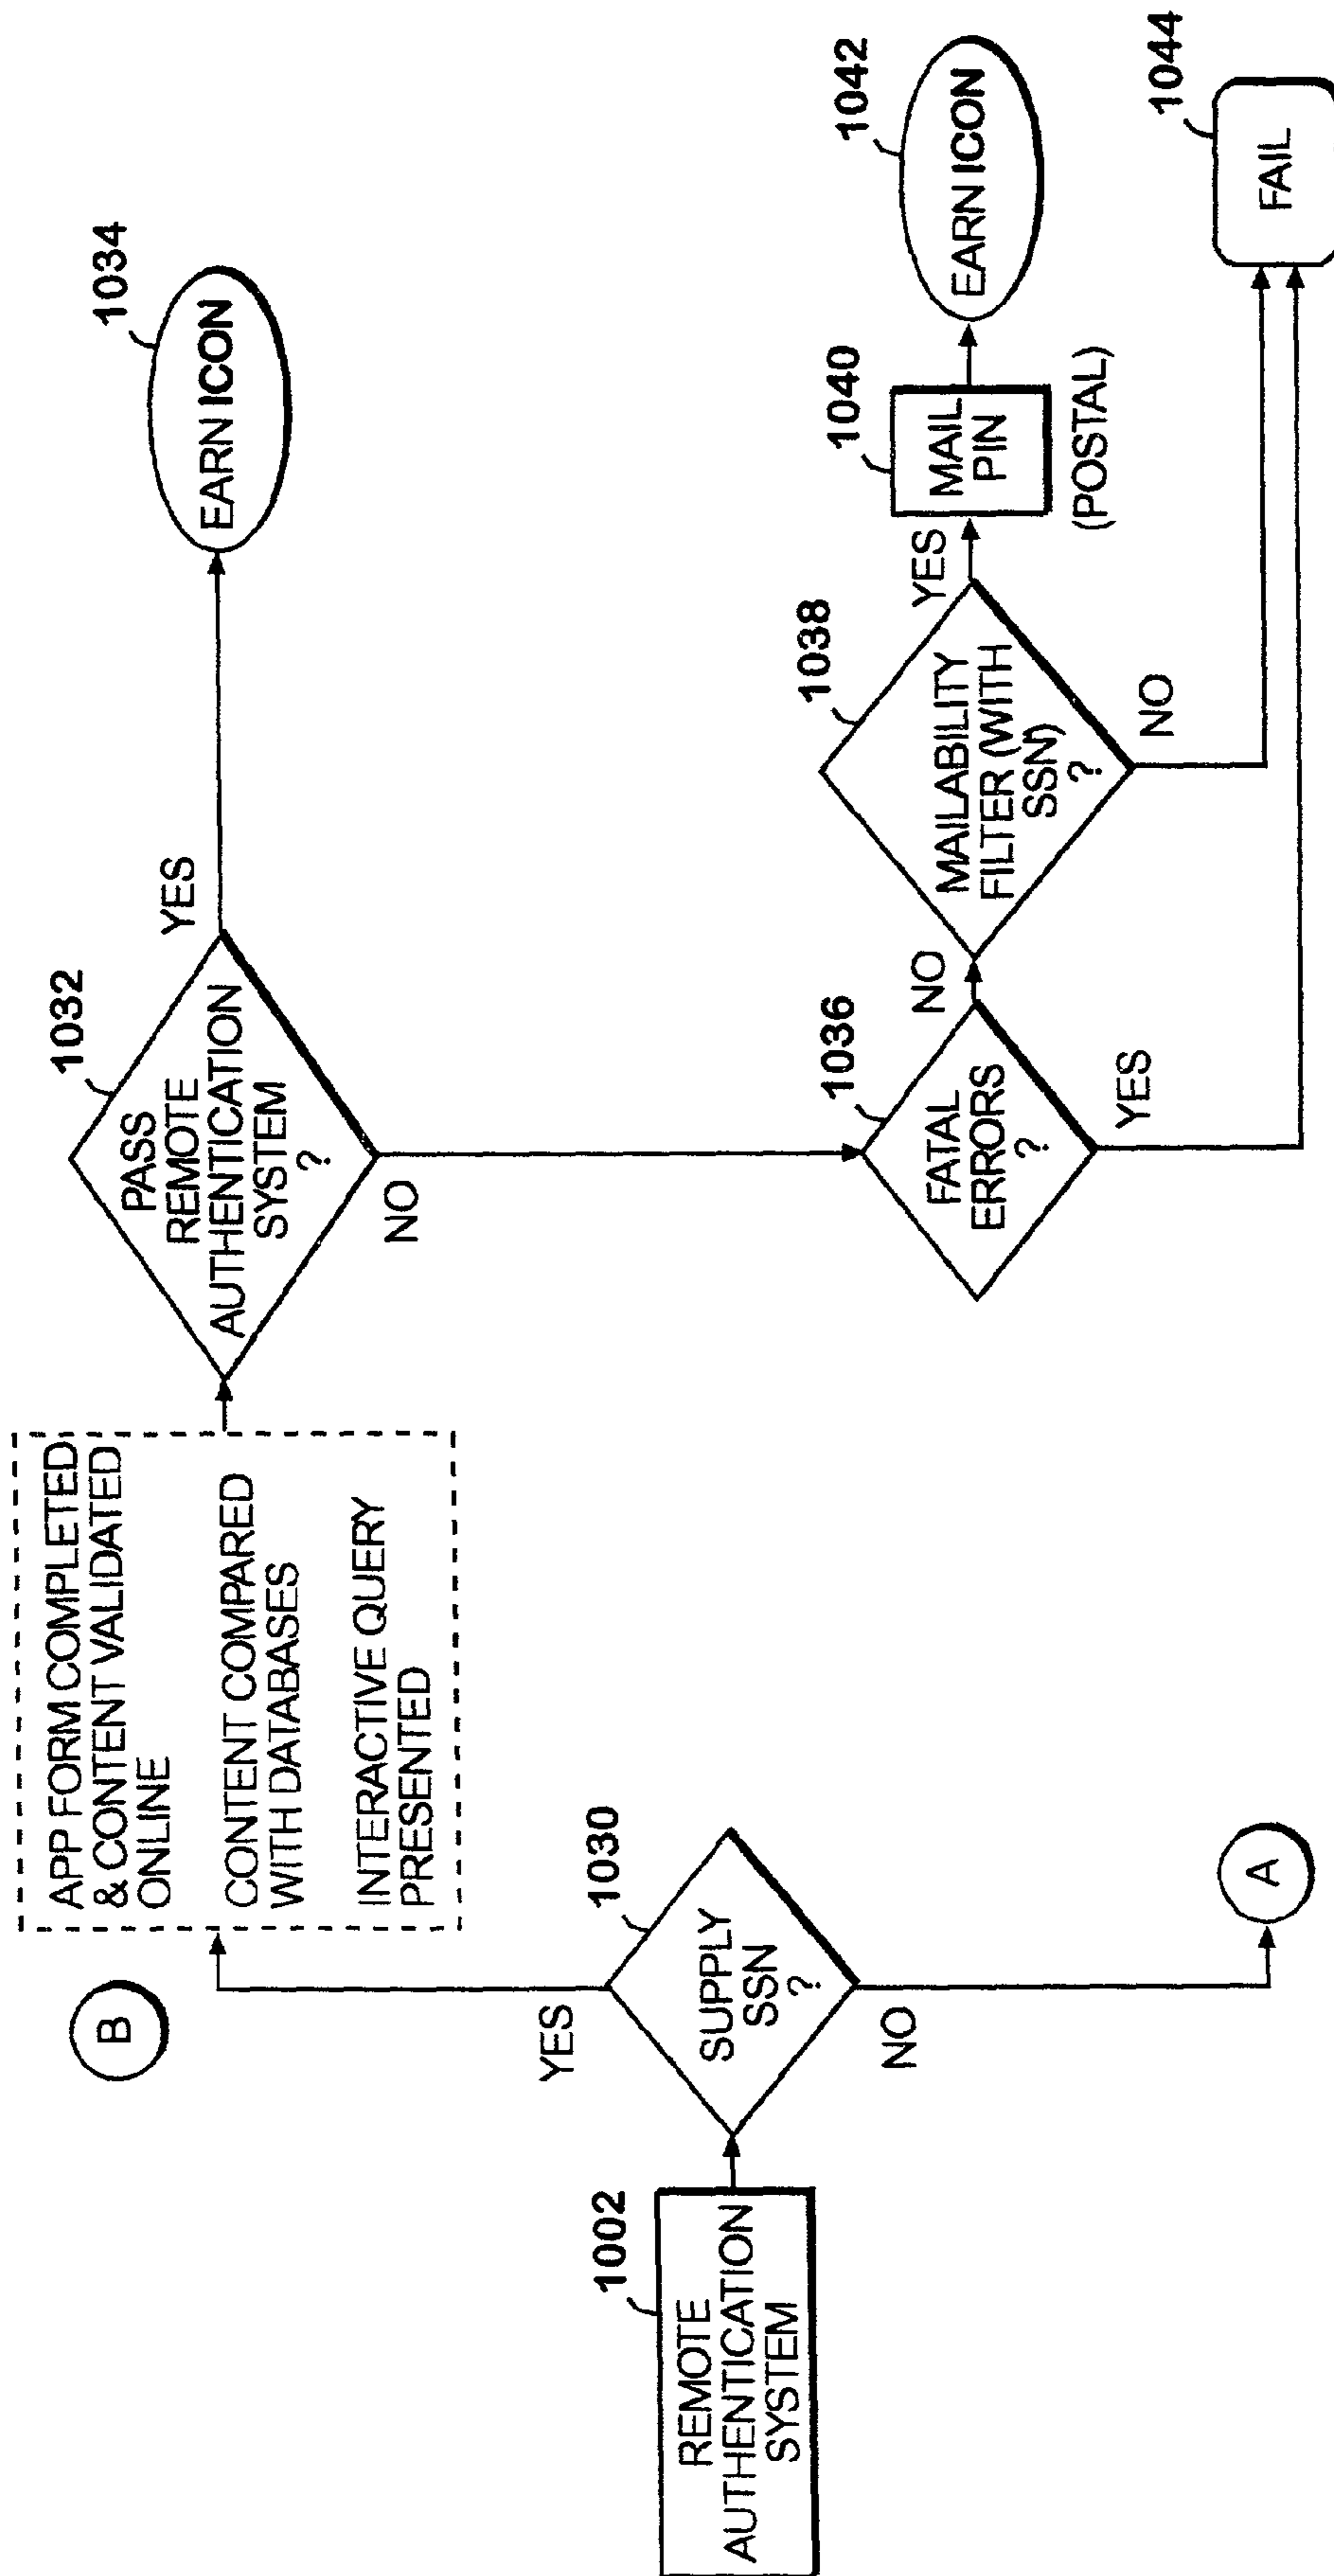 B
APP FORM COMPLETED
& CONTENT VALIDATED
ONLINE
CONTENT COMPARED
WITH DATABASES
INTERACTIVE QUERY
PRESENTED
1032
PASS
REMOTE
AUTHENTICATION
SYSTEM
?
YES
NO
1034
EARN ICON
1002
REMOTE
AUTHENTICATION
SYSTEM
1030
SUPPLY
SSN
?
YES
NO
A
1036
FATAL
ERRORS
?
NO
YES
1038
MAILABILITY
FILTER (WITH
SSN)
?
YES
NO
1040
MAIL
PIN
(POSTAL)
1042
EARN ICON
1044
FAIL